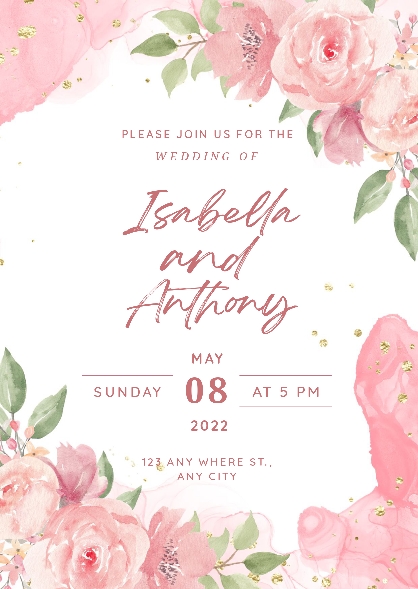 PLEASE JOIN US FOR THE
WEDDING OF
Isabella
and
Anthony
MAY
SUNDAY 08 AT 5 PM
2022
123 ANY WHERE ST.,
ANY CITY